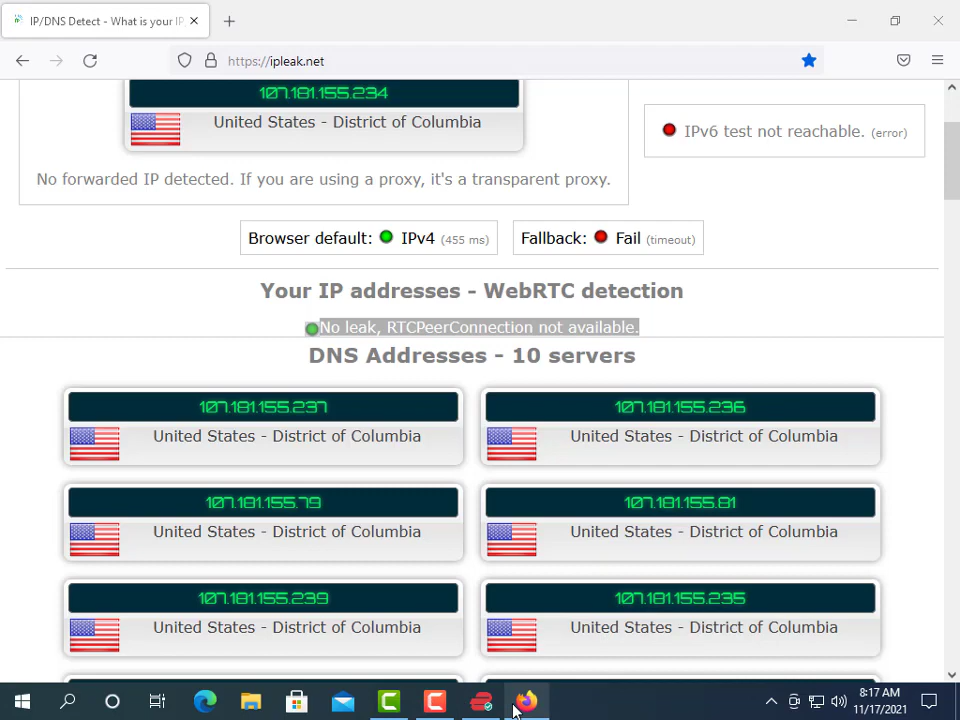 IP/DNS Detect - What is your IP,
https://ipleak.net
107.181.155.234
United States - District of Columbia
No forwarded IP detected. If you are using a proxy, it's a transparent proxy.
IPv6 test not reachable. (error)
Browser default: IPv4 (455 ms)
Fallback: Fail (timeout)
Your IP addresses - WebRTC detection
No leak, RTCPeerConnection not available.
DNS Addresses - 10 servers
107.181.155.237
United States - District of Columbia
107.181.155.236
United States - District of Columbia
107.181.155.79
United States - District of Columbia
107.181.155.81
United States - District of Columbia
107.181.155.239
United States - District of Columbia
107.181.155.235
United States - District of Columbia
8:17 AM
11/17/2021